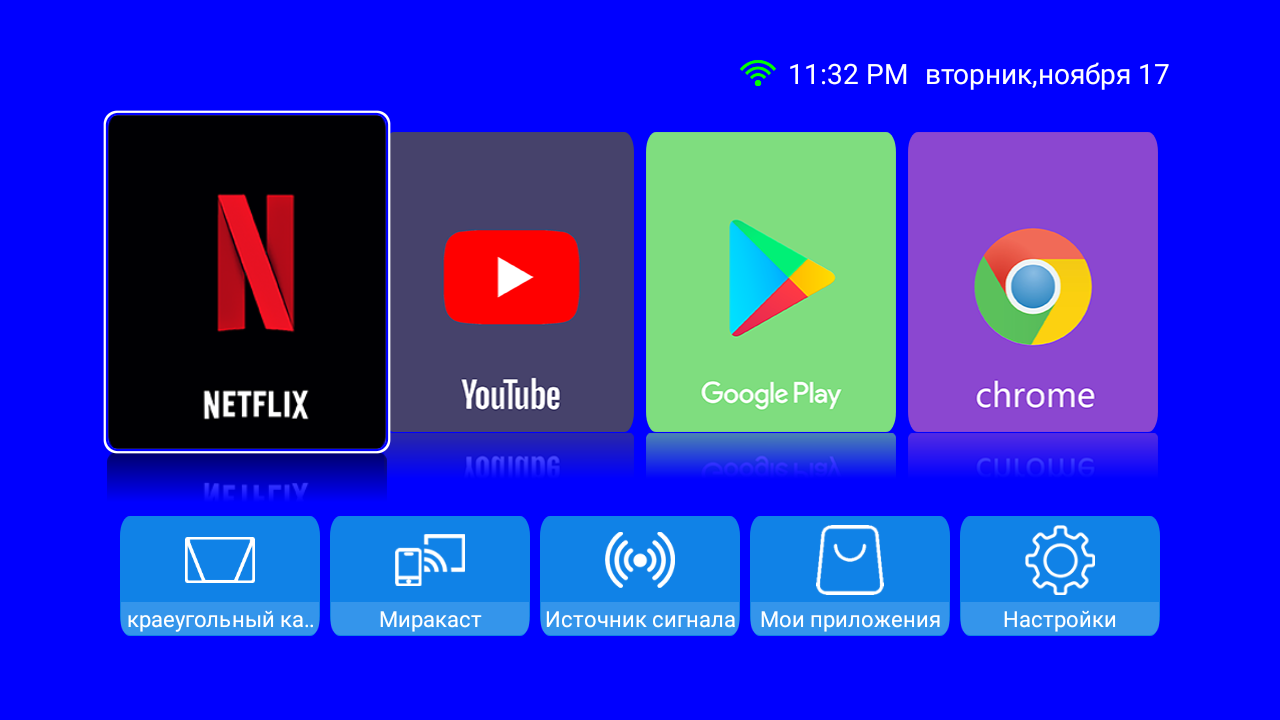 11:32 PM вторник,ноября 17
NETFLIX
YouTube
Google Play
chrome
краеугольный ка..
Миракаст
Источник сигнала
Мои приложения
Настройки